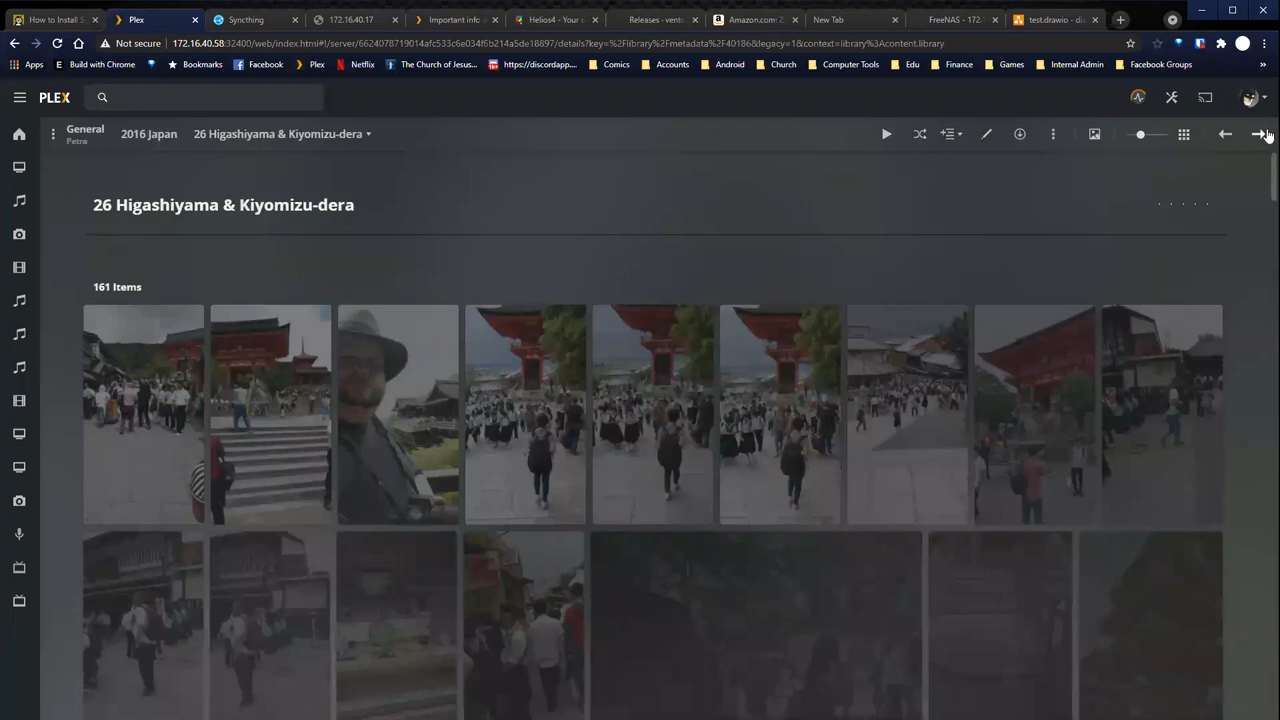 How to Install Sy
Plex
Syncthing
172.16.40.17
Important info a
Helios4 - Your o
Releases · vent
Amazon.com: Z
New Tab
FreeNAS - 172.1
test.drawio - dia
Not secure
172.16.40.58:32400/web/index.html#!/server/6624078719014afc533c6e034f6b214a5de18897/details?key=%2Flibrary%2Fmetadata%2F40186&legacy=1&context=library%3Acontent.library
Apps
Build with Chrome
Bookmarks
Facebook
Plex
Netflix
The Church of Jesus...
https://discordapp....
Comics
Accounts
Android
Church
Computer Tools
Edu
Finance
Games
Internal Admin
Facebook Groups
»
PLEX
General
Petra
2016 Japan
26 Higashiyama & Kiyomizu-dera
26 Higashiyama & Kiyomizu-dera
161 Items